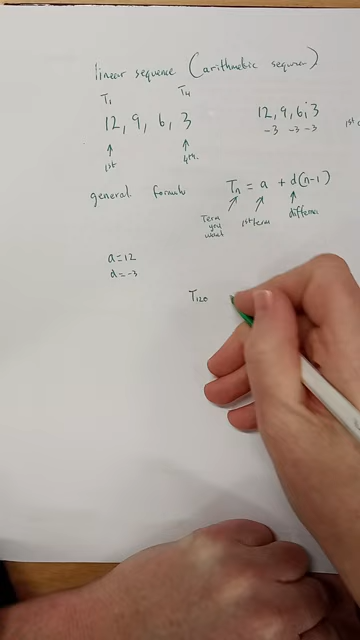 linear sequence (arithmetic sequence)
T1 T4
12, 9, 6, 3
1st 4th
12, 9, 6, 3
-3 -3 -3
1st
general formula Tn = a + d(n-1)
Term you want
1st term
a = 12
d = -3
T120